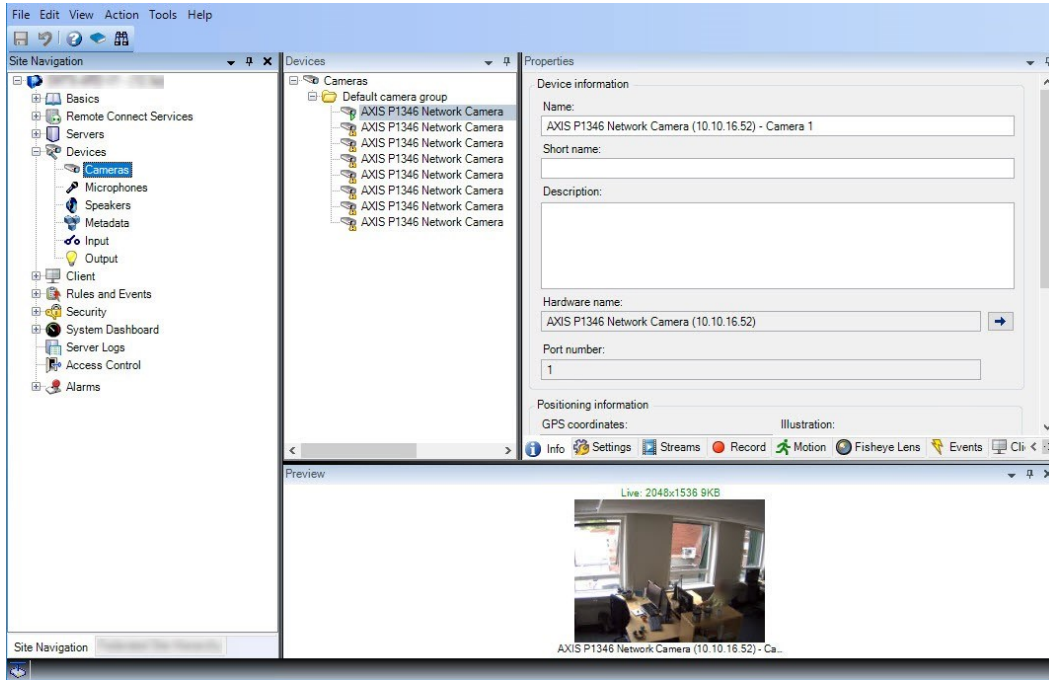 File Edit View Action Tools Help
Site Navigation
Basics
Remote Connect Services
Servers
Devices
Cameras
Microphones
Speakers
Metadata
Input
Output
Client
Rules and Events
Security
System Dashboard
Server Logs
Access Control
Alarms
Site Navigation
Devices
Cameras
Default camera group
AXIS P1346 Network Camera
AXIS P1346 Network Camera
AXIS P1346 Network Camera
AXIS P1346 Network Camera
AXIS P1346 Network Camera
AXIS P1346 Network Camera
AXIS P1346 Network Camera
AXIS P1346 Network Camera
Properties
Device information
Name:
AXIS P1346 Network Camera (10.10.16.52) - Camera 1
Short name:
Description:
Hardware name:
AXIS P1346 Network Camera (10.10.16.52)
Port number:
1
Positioning information
GPS coordinates: Illustration:
Info Settings Streams Record Motion Fisheye Lens Events Cli
Preview
Live: 2048x1536 9KB
AXIS P1346 Network Camera (10.10.16.52) - Ca...